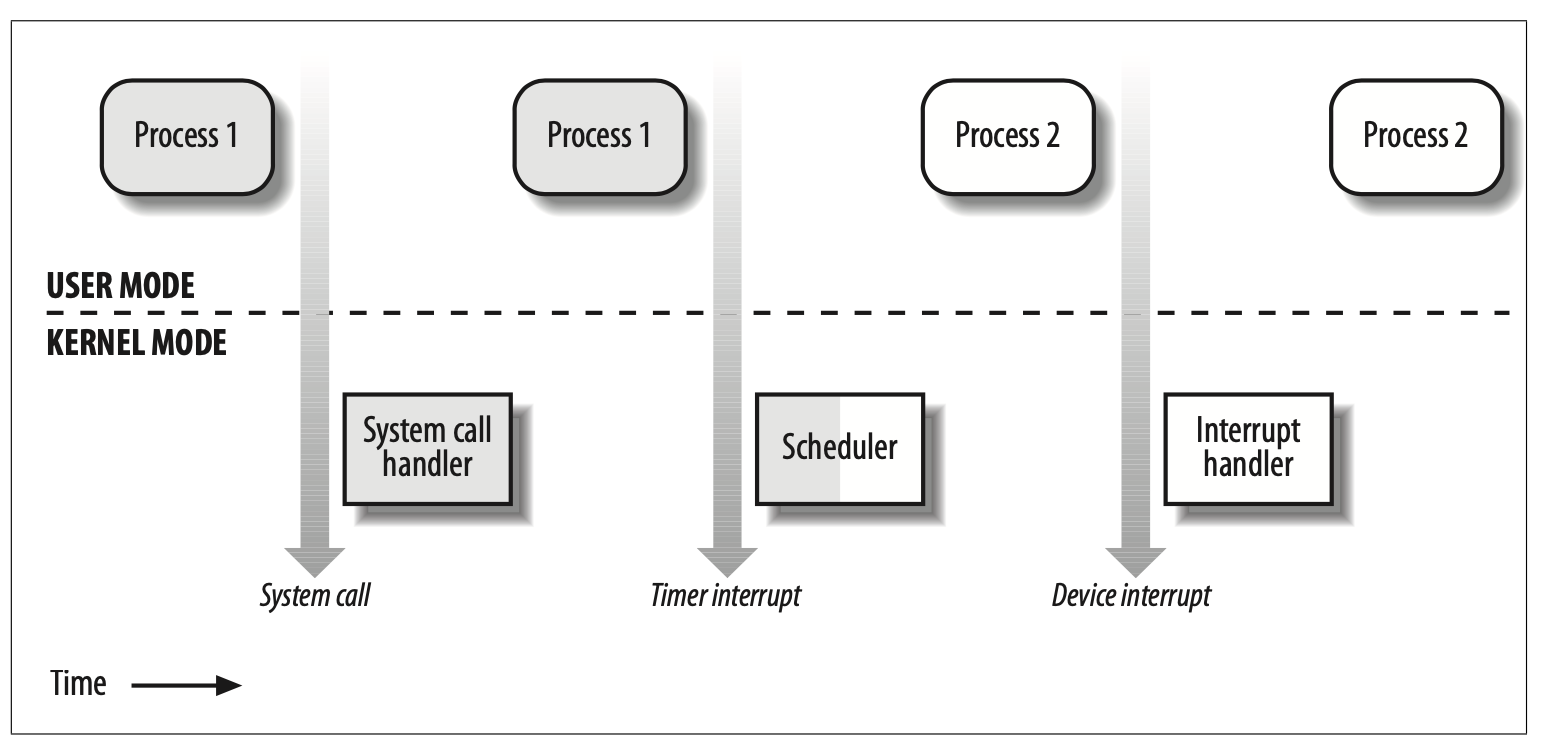 Process 1
Process 1
Process 2
Process 2
USER MODE
KERNEL MODE
System call
handler
Scheduler
Interrupt
handler
System call
Timer interrupt
Device interrupt
Time